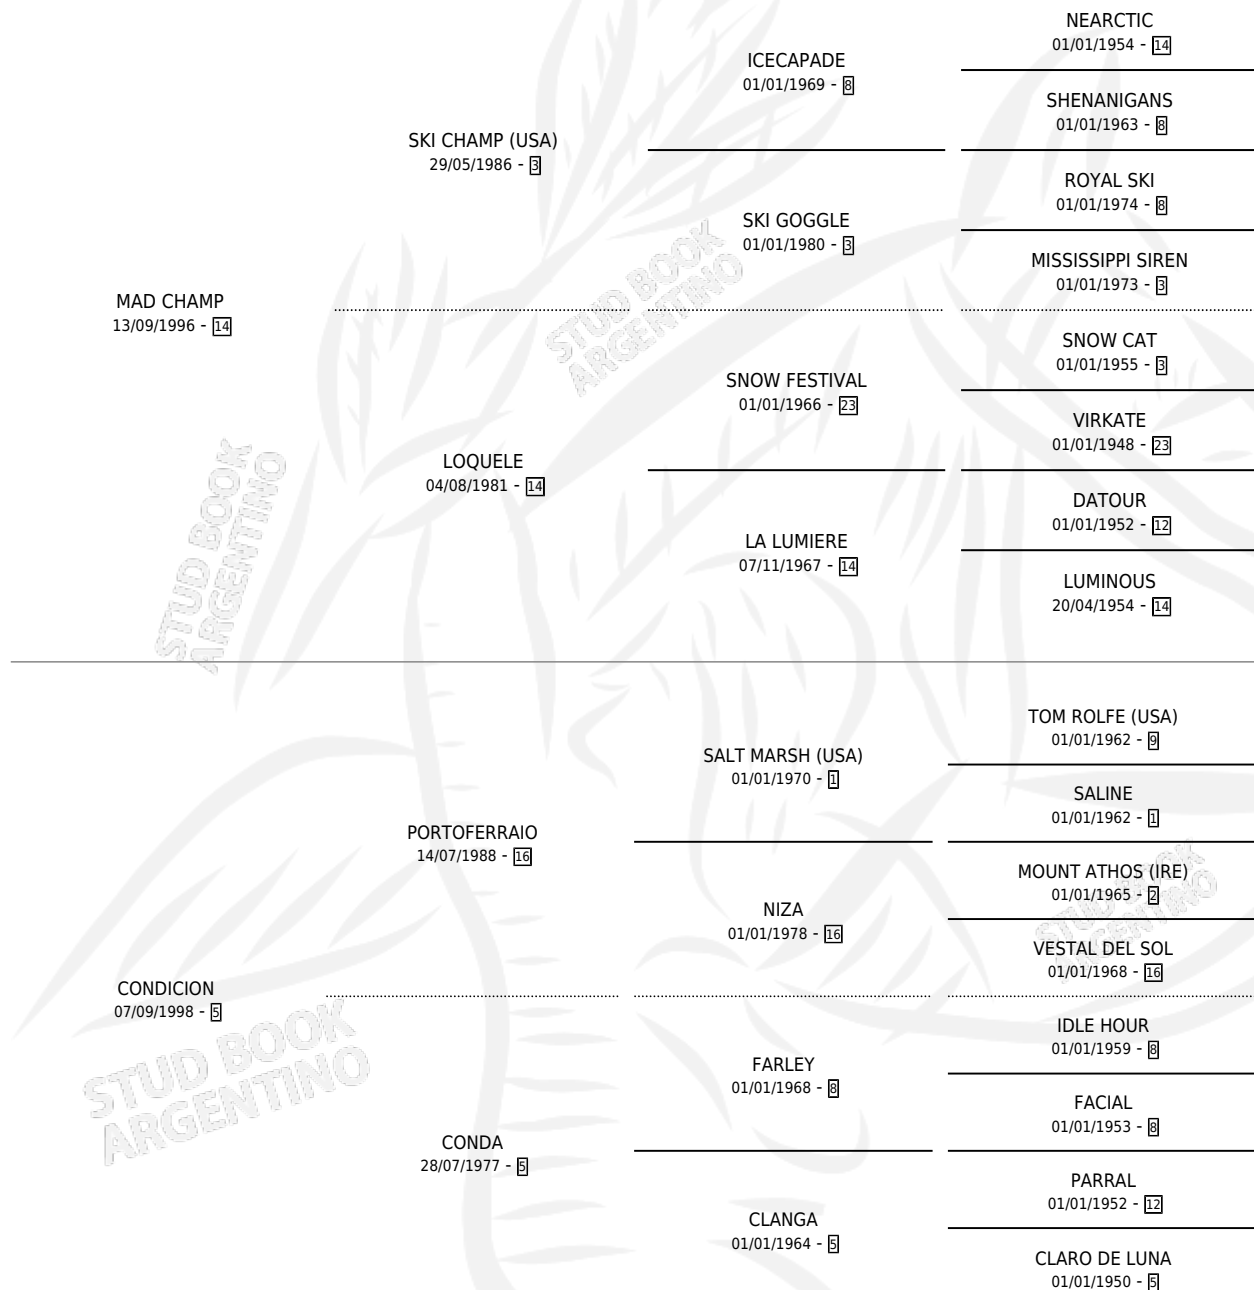 NEARCTIC
01/01/1954 - 14
ICECAPADE
01/01/1969 - 8
SHENANIGANS
01/01/1963 - 8
SKI CHAMP (USA)
29/05/1986 - 3
ROYAL SKI
01/01/1974 - 8
SKI GOGGLE
01/01/1980 - 3
MISSISSIPPI SIREN
01/01/1973 - 3
MAD CHAMP
13/09/1996 - 14
SNOW CAT
01/01/1955 - 3
SNOW FESTIVAL
01/01/1966 - 23
VIRKATE
01/01/1948 - 23
LOQUELE
04/08/1981 - 14
DATOUR
01/01/1952 - 12
LA LUMIERE
07/11/1967 - 14
LUMINOUS
20/04/1954 - 14
TOM ROLFE (USA)
01/01/1962 - 9
SALT MARSH (USA)
01/01/1970 - 1
SALINE
01/01/1962 - 1
PORTOFERRAIO
14/07/1988 - 16
MOUNT ATHOS (IRE)
01/01/1965 - 2
NIZA
01/01/1978 - 16
VESTAL DEL SOL
01/01/1968 - 16
CONDICION
07/09/1998 - 5
IDLE HOUR
01/01/1959 - 8
FARLEY
01/01/1968 - 8
FACIAL
01/01/1953 - 8
CONDA
28/07/1977 - 5
PARRAL
01/01/1952 - 12
CLANGA
01/01/1964 - 5
CLARO DE LUNA
01/01/1950 - 5
STUD BOOK
ARGENTINO
STUD BOOK
ARGENTINO
STUD BOOK
ARGENTINO
STUD BOOK
ARGENTINO